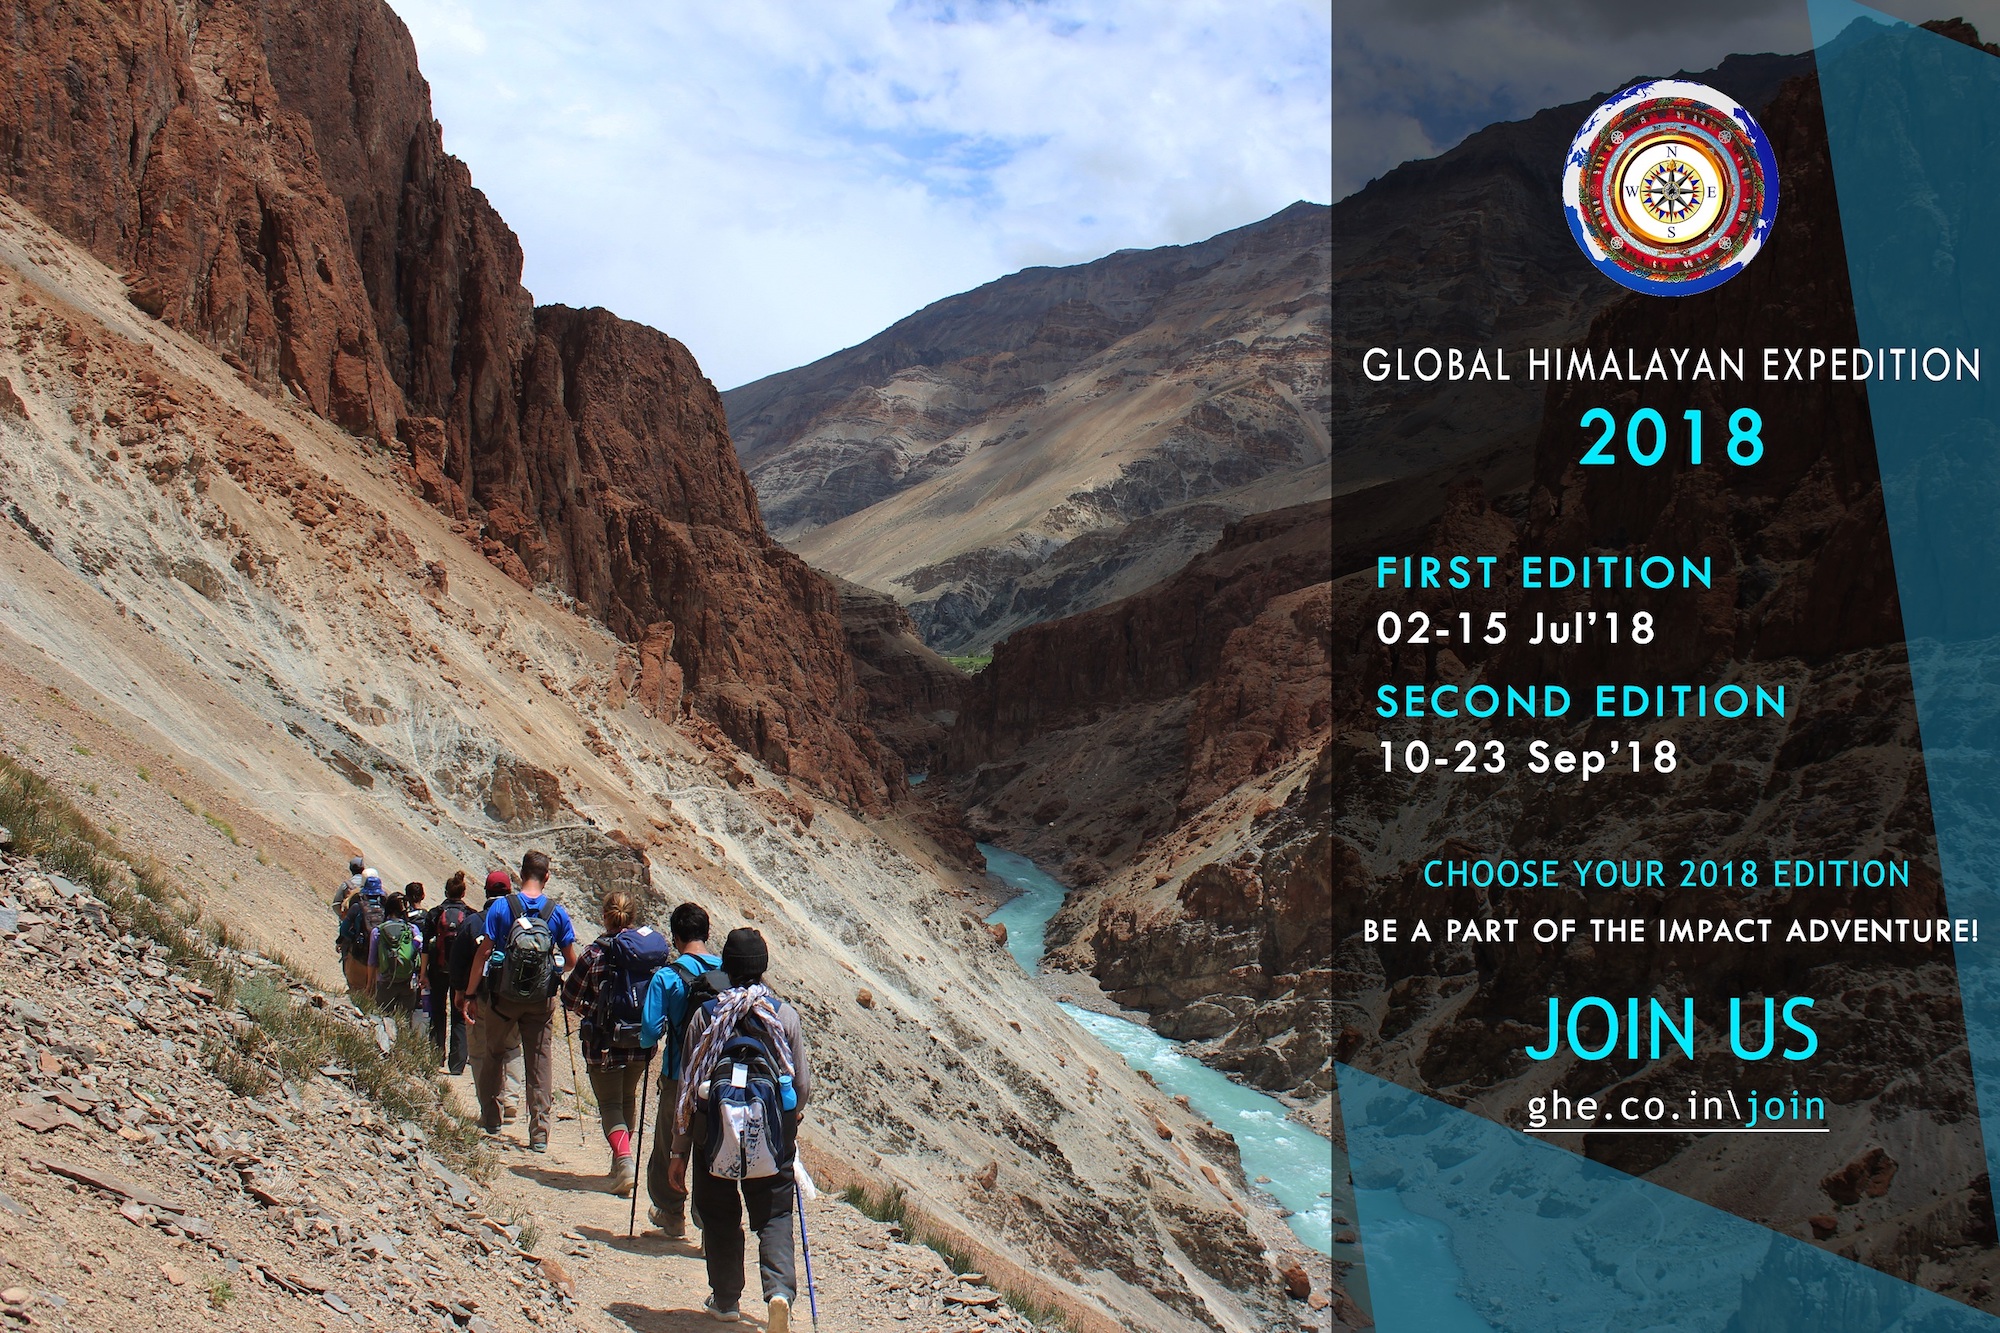 N
W E
S
GLOBAL HIMALAYAN EXPEDITION
2018
FIRST EDITION
02-15 Jul’18
SECOND EDITION
10-23 Sep’18
CHOOSE YOUR 2018 EDITION
BE A PART OF THE IMPACT ADVENTURE!
JOIN US
ghe.co.in\join